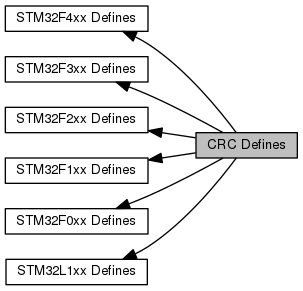 STM32F4xx Defines
STM32F3xx Defines
STM32F2xx Defines
CRC Defines
STM32F1xx Defines
STM32F0xx Defines
STM32L1xx Defines